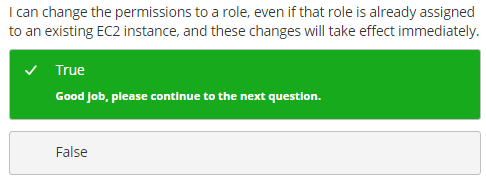 I can change the permissions to a role, even if that role is already assigned
to an existing EC2 instance, and these changes will take effect immediately.
True
Good job, please continue to the next question.
False